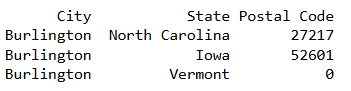 City State Postal Code
Burlington North Carolina 27217
Burlington Iowa 52601
Burlington Vermont 0